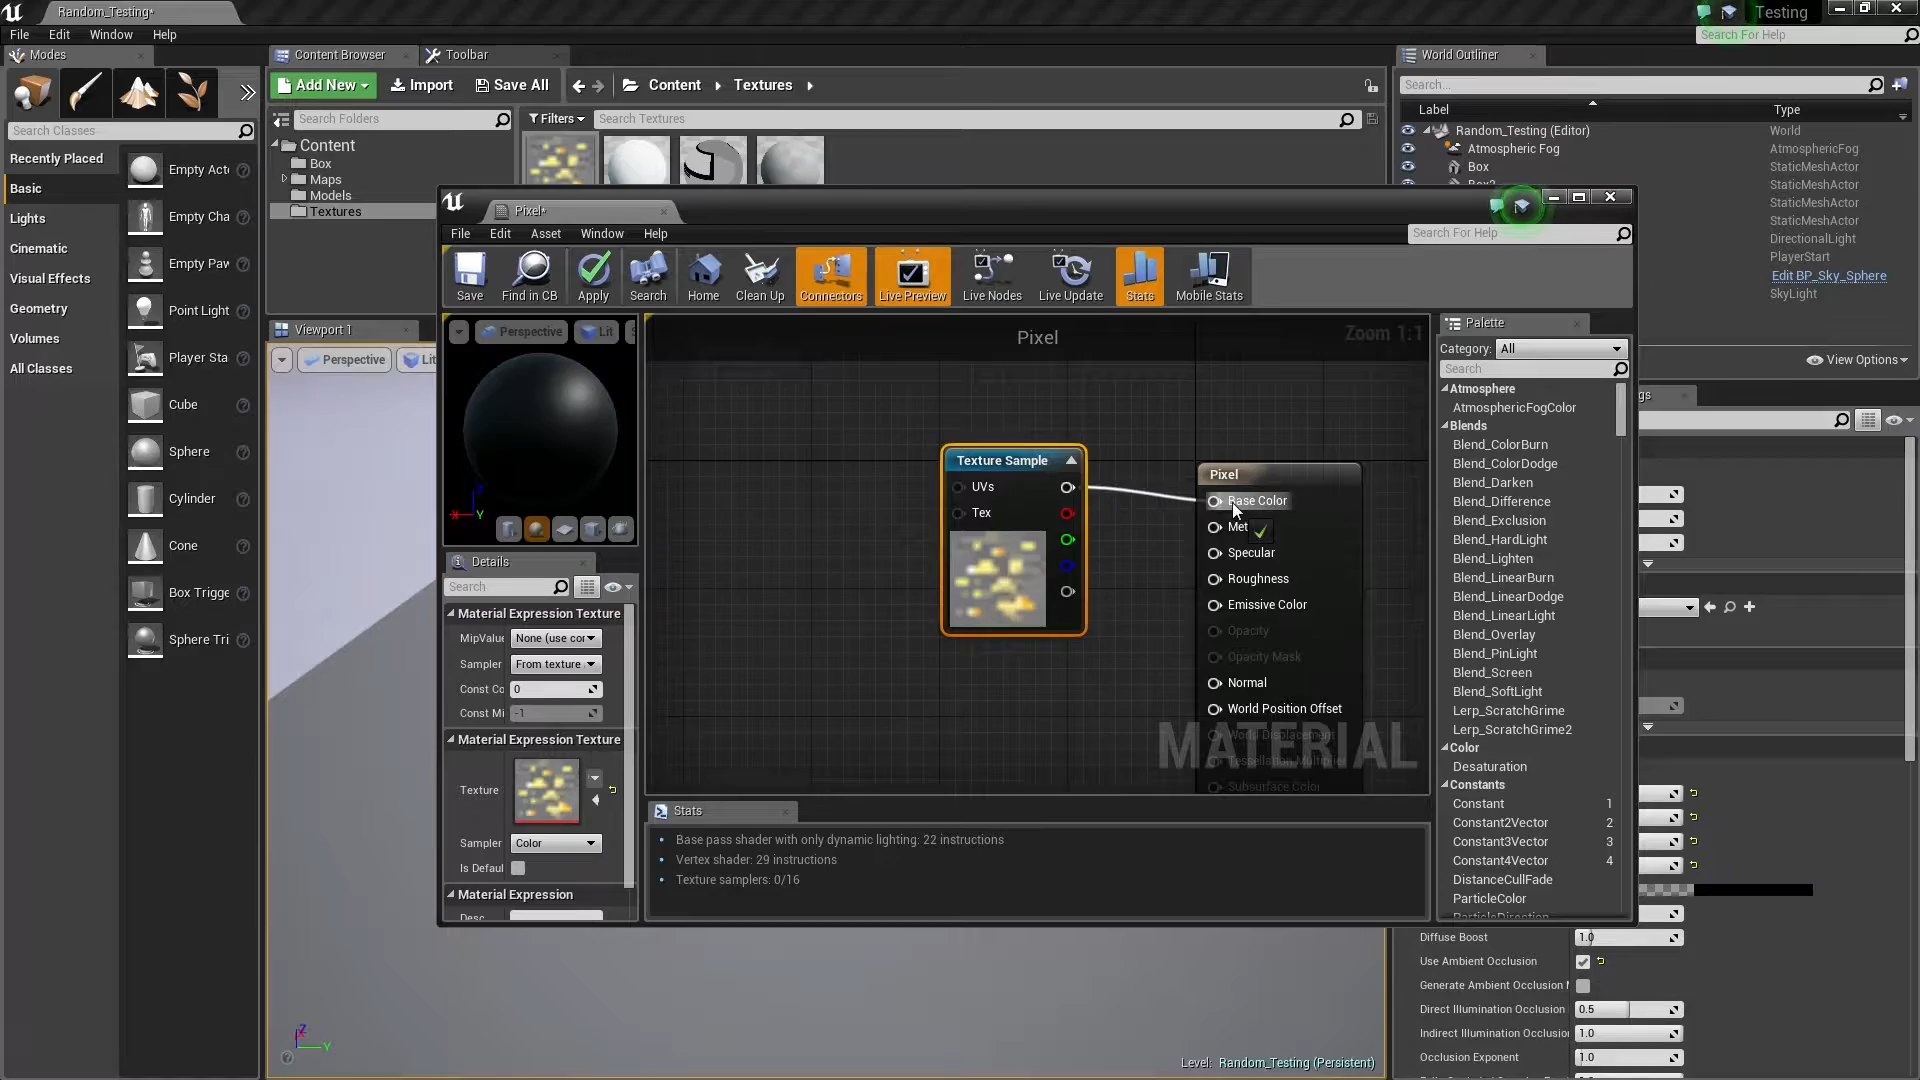 Random_Testing*
Testing
File Edit Window Help
Search For Help
Modes
Content Browser
Toolbar
World Outliner
Add New
Import
Save All
Content
Textures
Search...
Search Classes
Search Folders
Filters
Search Textures
Label
Type
Recently Placed
Basic
Lights
Cinematic
Visual Effects
Geometry
Volumes
All Classes
Empty Act
Empty Cha
Empty Paw
Point Light
Player Sta
Cube
Sphere
Cylinder
Cone
Box Trigge
Sphere Tri
Content
Box
Maps
Models
Textures
Random_Testing (Editor)
World
Atmospheric Fog
AtmosphericFog
Box
StaticMeshActor
StaticMeshActor
StaticMeshActor
StaticMeshActor
DirectionalLight
PlayerStart
Edit BP_Sky_Sphere
SkyLight
View Options
Viewport 1
Perspective
Lit
Pixel*
File Edit Asset Window Help
Search For Help
Save
Find in CB
Apply
Search
Home
Clean Up
Connectors
Live Preview
Live Nodes
Live Update
Stats
Mobile Stats
Perspective
Lit
Pixel
Zoom 1:1
Texture Sample
UVs
Tex
Pixel
Base Color
Met
Specular
Roughness
Emissive Color
Opacity
Opacity Mask
Normal
World Position Offset
World Displacement
Tessellation Multiplier
Subsurface Color
MATERIAL
Details
Search
Material Expression Texture
MipValue
None (use cor
Sampler
From texture
Const Co
0
Const Mi
-1
Material Expression Texture
Texture
Sampler
Color
Is Defaul
Material Expression
Desc
Stats
Base pass shader with only dynamic lighting: 22 instructions
Vertex shader: 29 instructions
Texture samplers: 0/16
Palette
Category: All
Search
Atmosphere
AtmosphericFogColor
Blends
Blend_ColorBurn
Blend_ColorDodge
Blend_Darken
Blend_Difference
Blend_Exclusion
Blend_HardLight
Blend_Lighten
Blend_LinearBurn
Blend_LinearDodge
Blend_LinearLight
Blend_Overlay
Blend_PinLight
Blend_Screen
Blend_SoftLight
Lerp_ScratchGrime
Lerp_ScratchGrime2
Color
Desaturation
Constants
Constant 1
Constant2Vector 2
Constant3Vector 3
Constant4Vector 4
DistanceCullFade
ParticleColor
ParticleDirection
gs
Diffuse Boost
1.0
Use Ambient Occlusion
Generate Ambient Occlusion
Direct Illumination Occlusion
0.5
Indirect Illumination Occlusio
1.0
Occlusion Exponent
1.0
Z
Y
X
Y
Level: Random_Testing (Persistent)